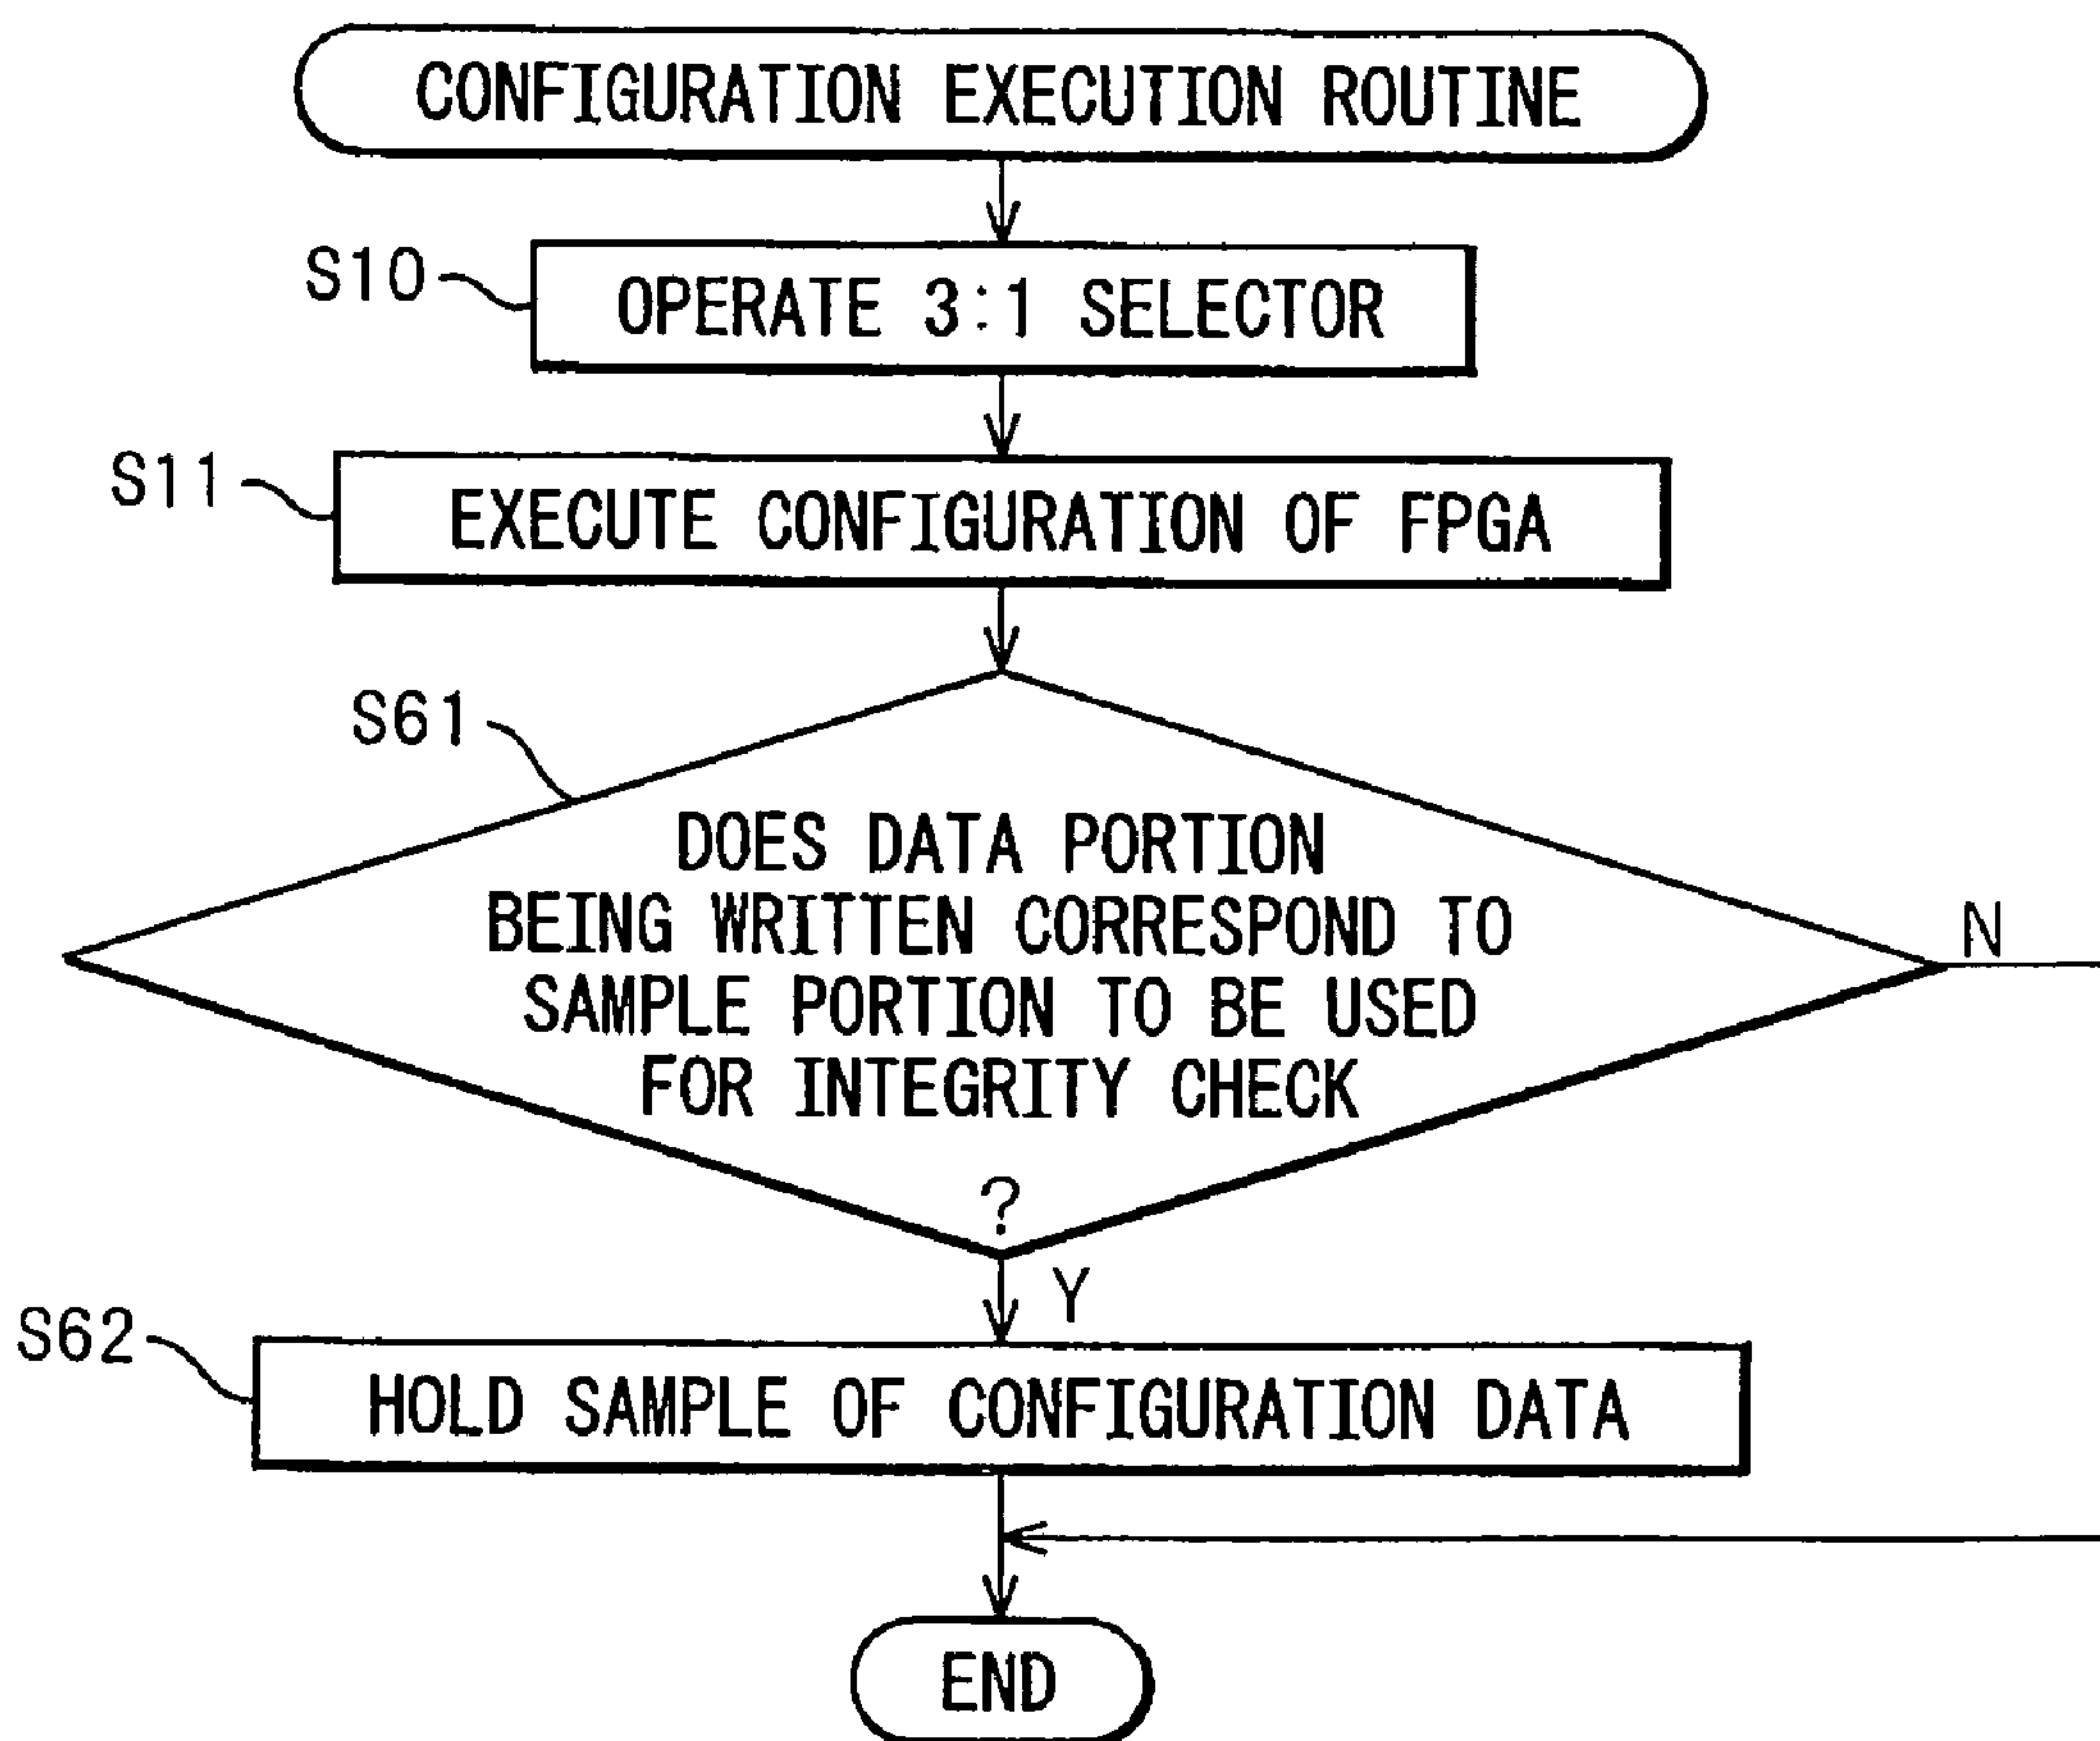 CONFIGURATION EXECUTION ROUTINE
S10
OPERATE 3:1 SELECTOR
S11
EXECUTE CONFIGURATION OF FPGA
S61
DOES DATA PORTION
BEING WRITTEN CORRESPOND TO
SAMPLE PORTION TO BE USED
FOR INTEGRITY CHECK
?
N
Y
S62
HOLD SAMPLE OF CONFIGURATION DATA
END